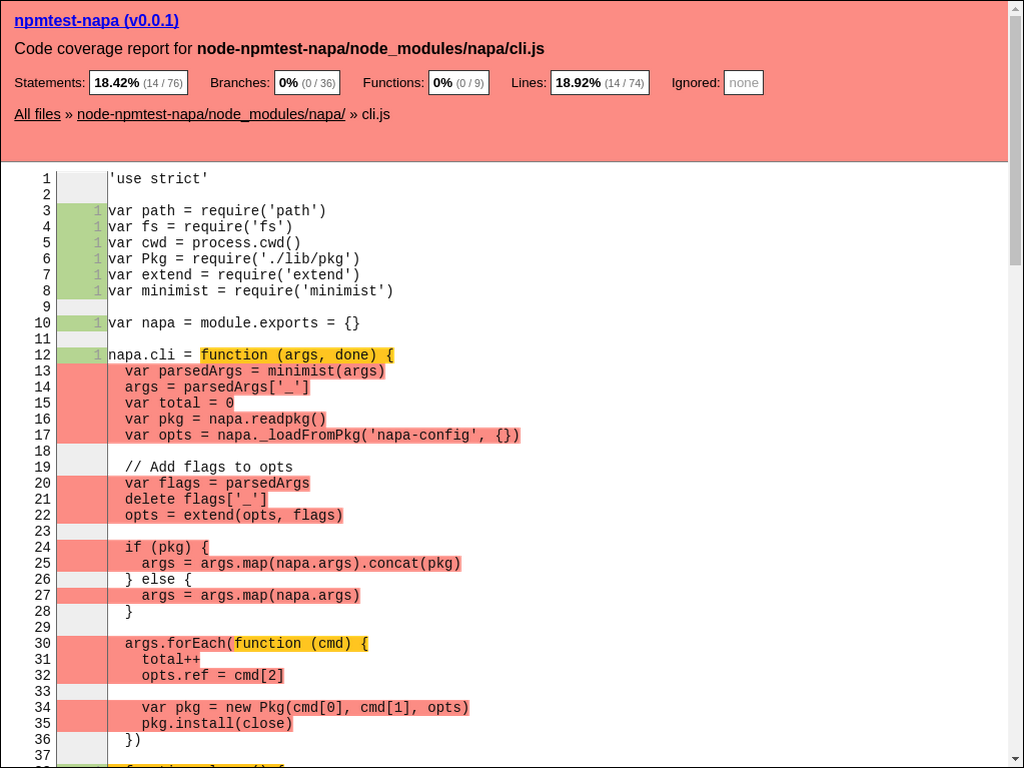 npmtest-napa (v0.0.1)
Code coverage report for node-npmtest-napa/node_modules/napa/cli.js
Statements: 18.42% (14 / 76) Branches: 0% (0 / 36) Functions: 0% (0 / 9) Lines: 18.92% (14 / 74) Ignored: none
All files » node-npmtest-napa/node_modules/napa/ » cli.js
1 'use strict'
2
3 1 var path = require('path')
4 1 var fs = require('fs')
5 1 var cwd = process.cwd()
6 1 var Pkg = require('./lib/pkg')
7 1 var extend = require('extend')
8 1 var minimist = require('minimist')
9
10 1 var napa = module.exports = {}
11
12 1 napa.cli = function (args, done) {
13 var parsedArgs = minimist(args)
14 args = parsedArgs['_']
15 var total = 0
16 var pkg = napa.readpkg()
17 var opts = napa._loadFromPkg('napa-config', {})
18
19 // Add flags to opts
20 var flags = parsedArgs
21 delete flags['_']
22 opts = extend(opts, flags)
23
24 if (pkg) {
25 args = args.map(napa.args).concat(pkg)
26 } else {
27 args = args.map(napa.args)
28 }
29
30 args.forEach(function (cmd) {
31 total++
32 opts.ref = cmd[2]
33
34 var pkg = new Pkg(cmd[0], cmd[1], opts)
35 pkg.install(close)
36 })
37